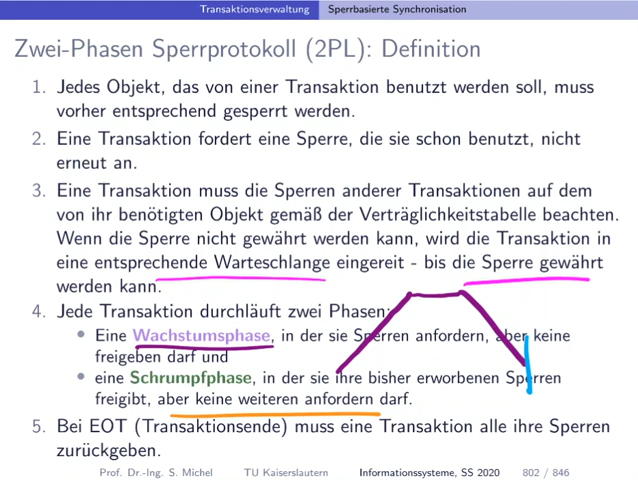 Transaktionsverwaltung Sperrbasierte Synchronisation
Zwei-Phasen Sperrprotokoll (2PL): Definition
1. Jedes Objekt, das von einer Transaktion benutzt werden soll, muss
vorher entsprechend gesperrt werden.
2. Eine Transaktion fordert eine Sperre, die sie schon benutzt, nicht
erneut an.
3. Eine Transaktion muss die Sperren anderer Transaktionen auf dem
von ihr benötigten Objekt gemäß der Verträglichkeitstabelle beachten.
Wenn die Sperre nicht gewährt werden kann, wird die Transaktion in
eine entsprechende Warteschlange eingereit - bis die Sperre gewährt
werden kann.
4. Jede Transaktion durchläuft zwei Phasen:
• Eine Wachstumsphase, in der sie Sperren anfordern, aber keine
freigeben darf und
• eine Schrumpfphase, in der sie ihre bisher erworbenen Sperren
freigibt, aber keine weiteren anfordern darf.
5. Bei EOT (Transaktionsende) muss eine Transaktion alle ihre Sperren
zurückgeben.
Prof. Dr.-Ing. S. Michel TU Kaiserslautern Informationssysteme, SS 2020 802 / 846